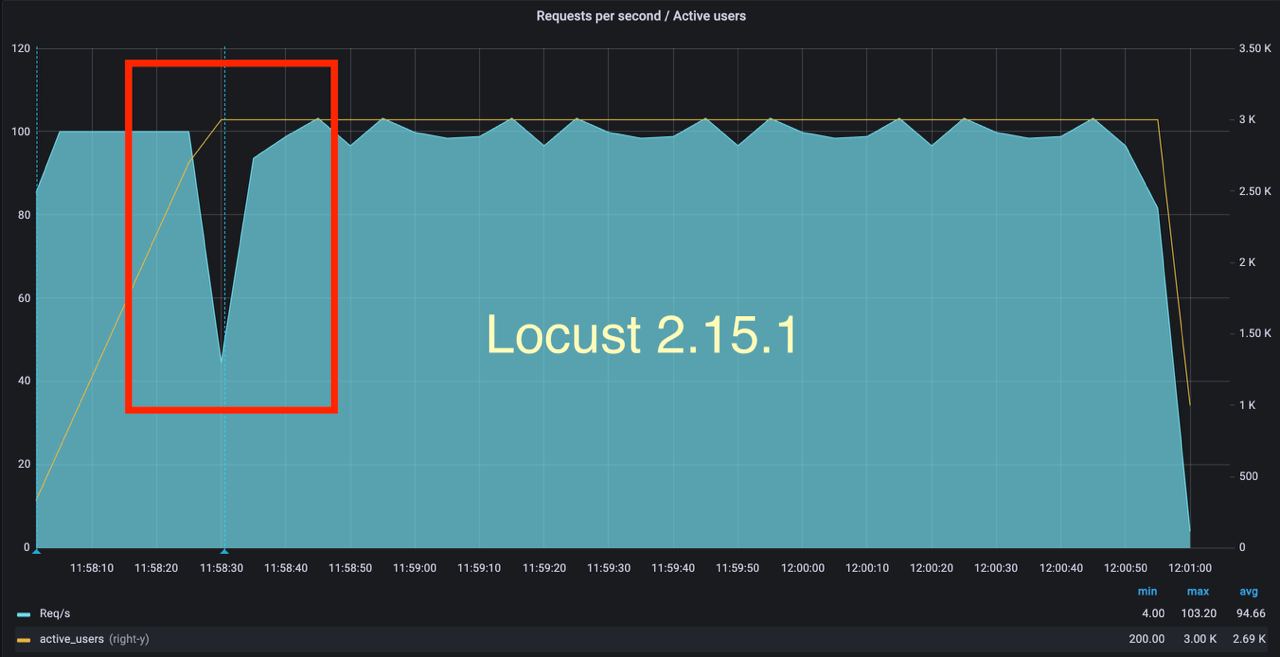 Requests per second / Active users
120
100
80
60
40
20
0
3.50 K
3 K
2.50 K
2 K
1.50 K
1 K
500
0
Locust 2.15.1
11:58:10 11:58:20 11:58:30 11:58:40 11:58:50 11:59:00 11:59:10 11:59:20 11:59:30 11:59:40 11:59:50 12:00:00 12:00:10 12:00:20 12:00:30 12:00:40 12:00:50 12:01:00
min max avg
Req/s 4.00 103.20 94.66
active_users (right-y) 200.00 3.00 K 2.69 K